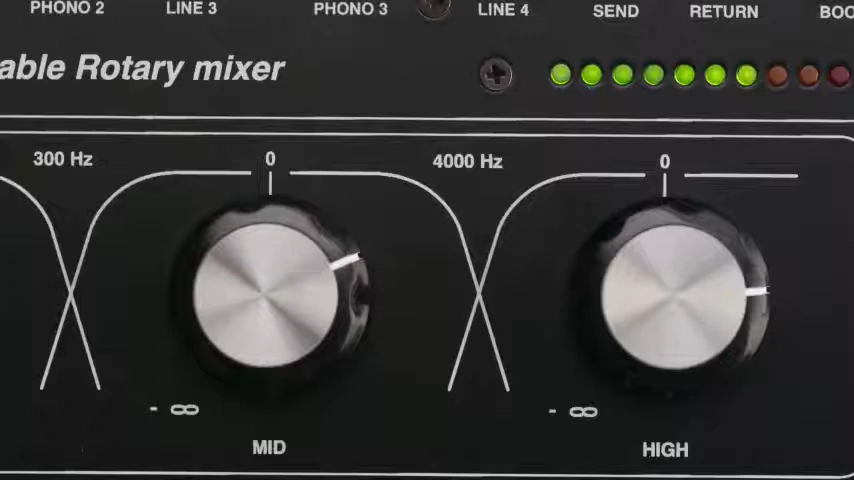 PHONO 2 LINE 3 PHONO 3 LINE 4 SEND RETURN BOO
able Rotary mixer
300 Hz 0 4000 Hz 0
- ∞ - ∞
MID HIGH